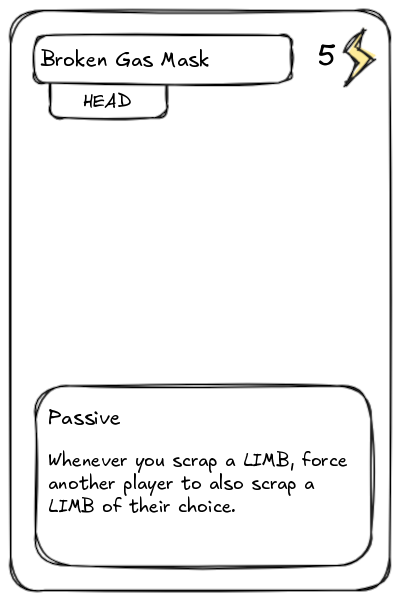 Broken Gas Mask
5
HEAD
Passive
Whenever you scrap a LIMB, force
another player to also scrap a
LIMB of their choice.